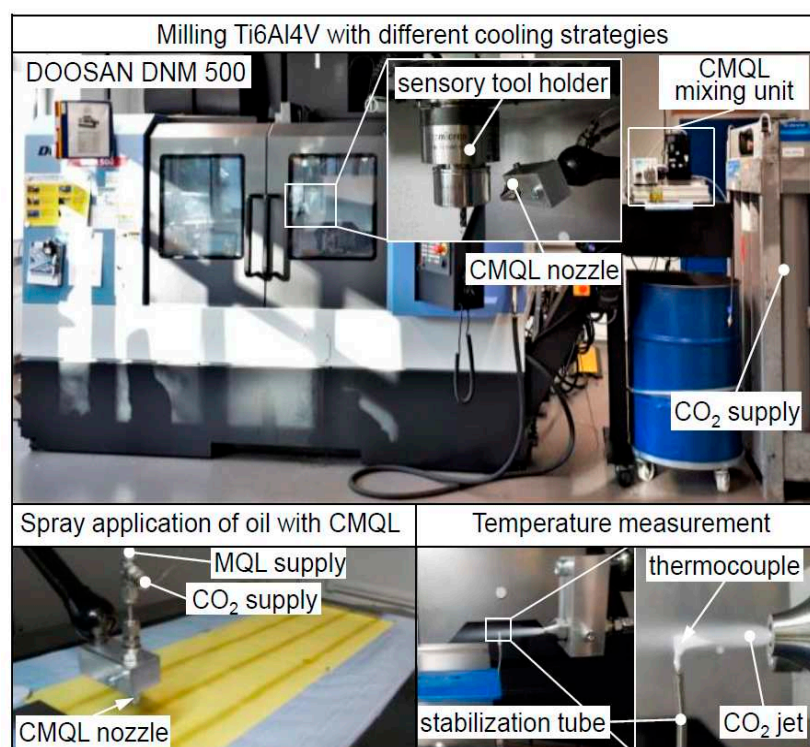 Milling Ti6Al4V with different cooling strategies
DOOSAN DNM 500
sensory tool holder
CMQL
mixing unit
CMQL nozzle
CO₂ supply
Spray application of oil with CMQL
MQL supply
CO₂ supply
CMQL nozzle
Temperature measurement
thermocouple
stabilization tube
CO₂ jet